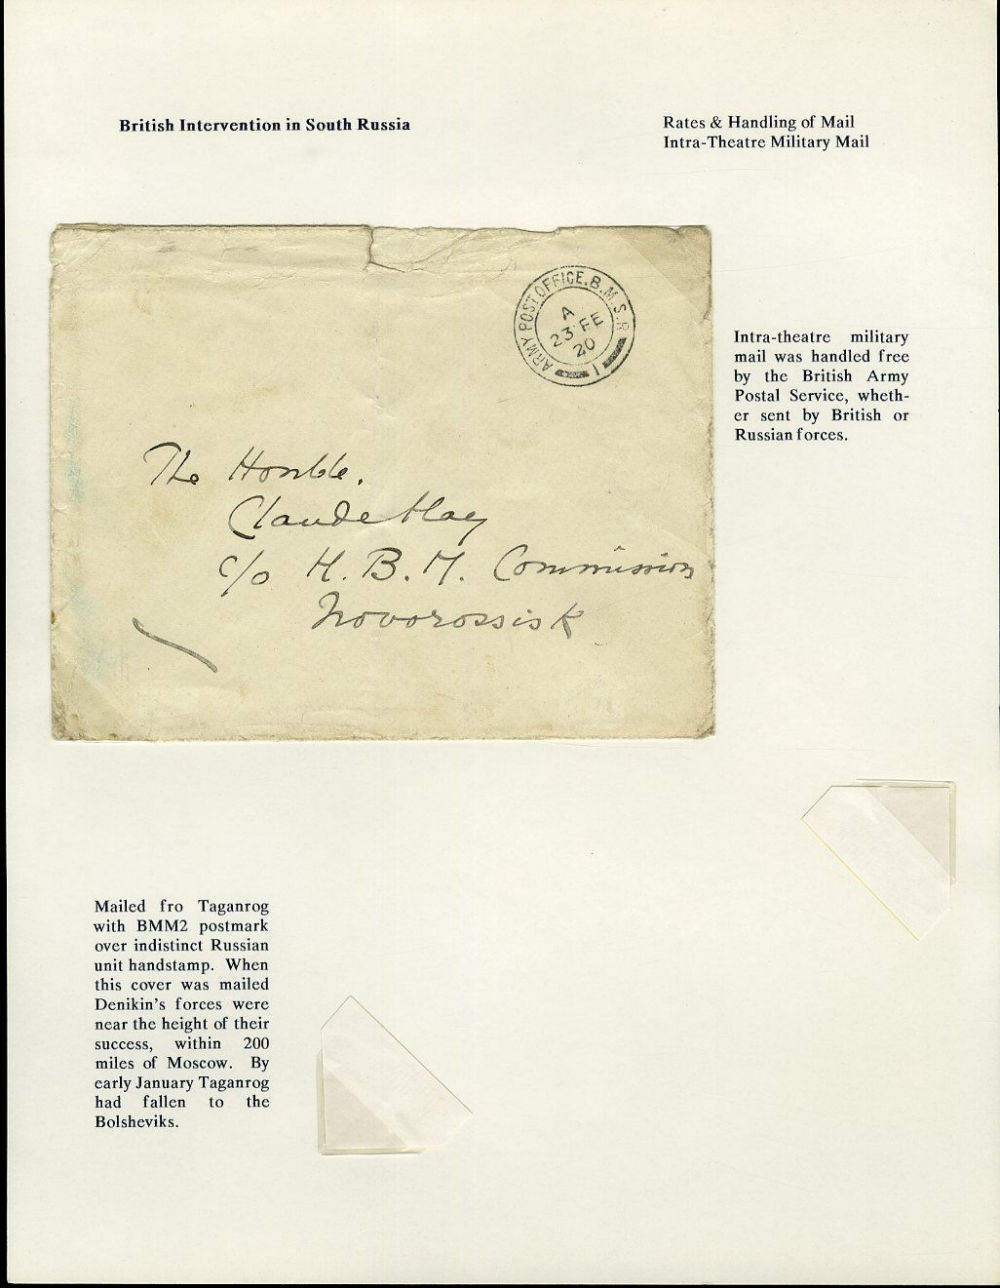 British Intervention in South Russia
Rates & Handling of Mail
Intra-Theatre Military Mail
ARMY POST OFFICE. B.M.S.R
A
23 FE
20
1
Intra-theatre military
mail was handled free
by the British Army
Postal Service, wheth-
er sent by British or
Russian forces.
The Honble.
Claude Hay
c/o H. B. M. Commission
Novorossisk
Mailed fro Taganrog
with BMM2 postmark
over indistinct Russian
unit handstamp. When
this cover was mailed
Denikin's forces were
near the height of their
success, within 200
miles of Moscow. By
early January Taganrog
had fallen to the
Bolsheviks.